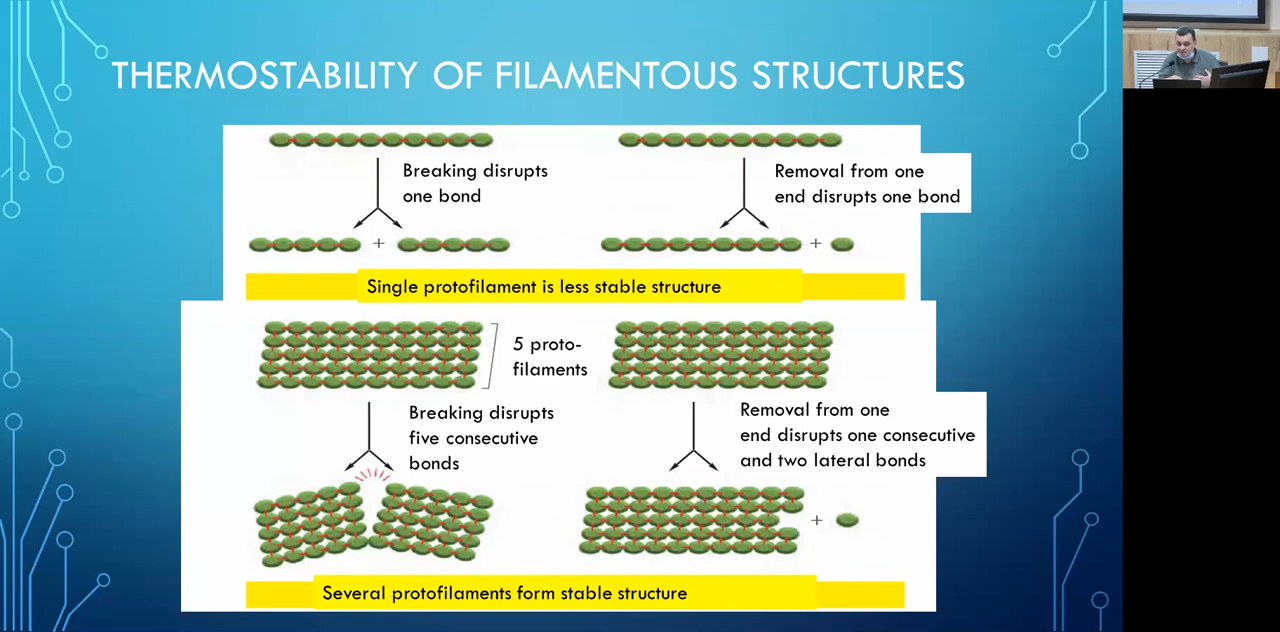 THERMOSTABILITY OF FILAMENTOUS STRUCTURES
Breaking disrupts
one bond
Removal from one
end disrupts one bond
+
+
Single protofilament is less stable structure
5 proto-
filaments
Breaking disrupts
five consecutive
bonds
Removal from one
end disrupts one consecutive
and two lateral bonds
+
Several protofilaments form stable structure